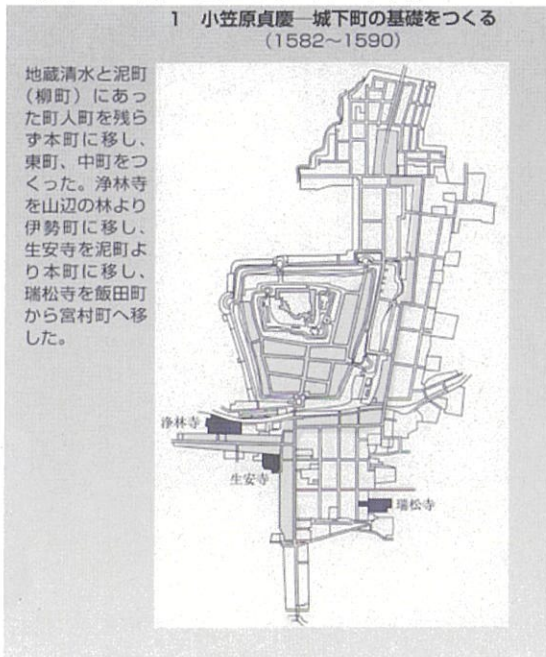 1 小笠原貞慶―城下町の基礎をつくる
(1582〜1590)
地蔵清水と泥町
(柳町)にあっ
た町人町を残ら
ず本町に移し、
東町、中町をつ
くった。浄林寺
を山辺の林より
伊勢町に移し、
生安寺を泥町よ
り本町に移し、
瑞松寺を飯田町
から宮村町へ移
した。
浄林寺
生安寺
瑞松寺